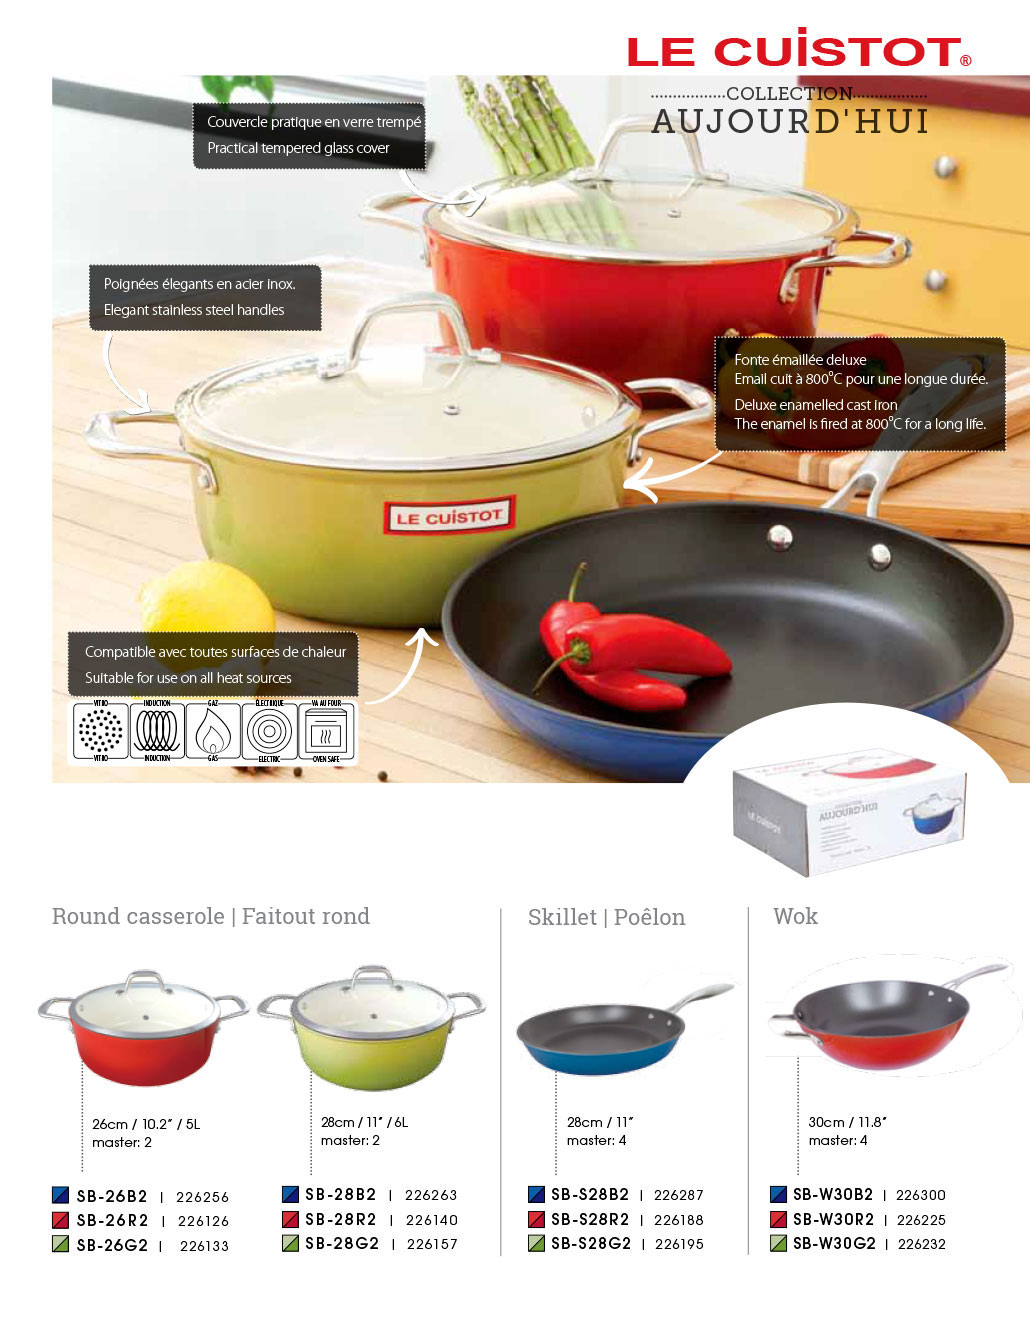 LE CUiSTOT®
COLLECTION
AUJOURD'HUI
Couvercle pratique en verre trempé
Practical tempered glass cover
Poignées élegants en acier inox.
Elegant stainless steel handles
Fonte émaillée deluxe
Email cuit à 800°C pour une longue durée.
Deluxe enamelled cast iron
The enamel is fired at 800°C for a long life.
LE CUiSTOT
Compatible avec toutes surfaces de chaleur
Suitable for use on all heat sources
VITRO INDUCTION GAZ ÉLECTRIQUE VA AU FOUR
VITRO INDUCTION GAS ELECTRIC OVEN SAFE
LE CUiSTOT
AUJOURD'HUI
LE CUiSTOT
Round casserole | Faitout rond
Skillet | Poêlon
Wok
26cm / 10.2” / 5L
master: 2
28cm / 11” / 6L
master: 2
28cm / 11”
master: 4
30cm / 11.8”
master: 4
SB-26B2 | 226256
SB-26R2 | 226126
SB-26G2 | 226133
SB-28B2 | 226263
SB-28R2 | 226140
SB-28G2 | 226157
SB-S28B2 | 226287
SB-S28R2 | 226188
SB-S28G2 | 226195
SB-W30B2 | 226300
SB-W30R2 | 226225
SB-W30G2 | 226232